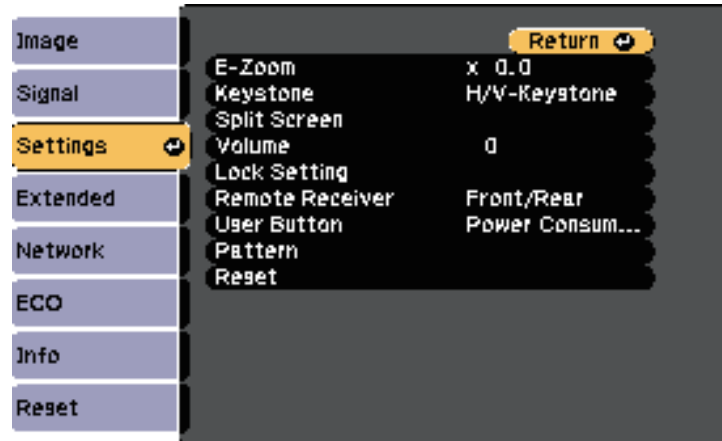 Image
Signal
Settings
Extended
Network
ECO
Info
Reset
Return
E-Zoom x 0.0
Keystone H/V-Keystone
Split Screen
Volume 0
Lock Setting
Remote Receiver Front/Rear
User Button Power Consum...
Pattern
Reset